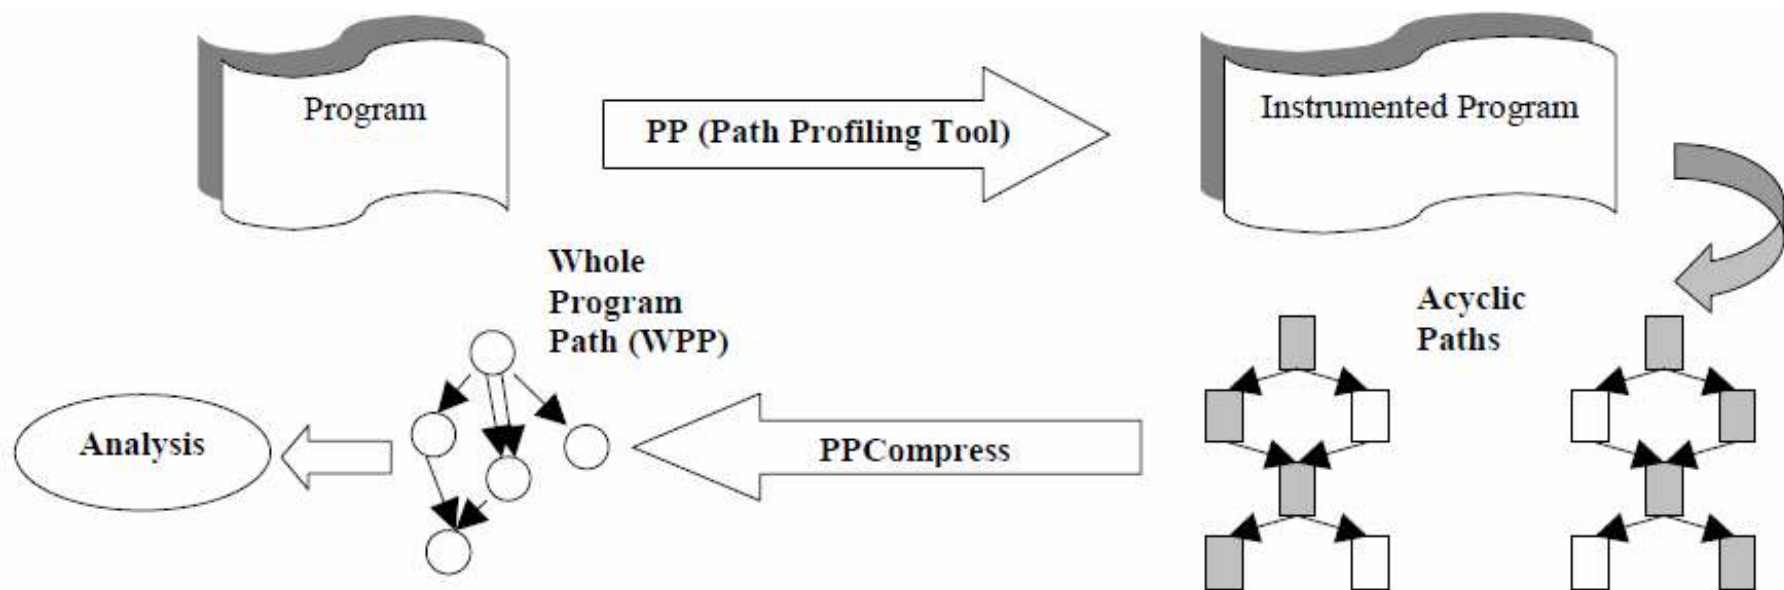 Program
PP (Path Profiling Tool)
Instrumented Program
Whole
Program
Path (WPP)
Acyclic
Paths
Analysis
PPCompress